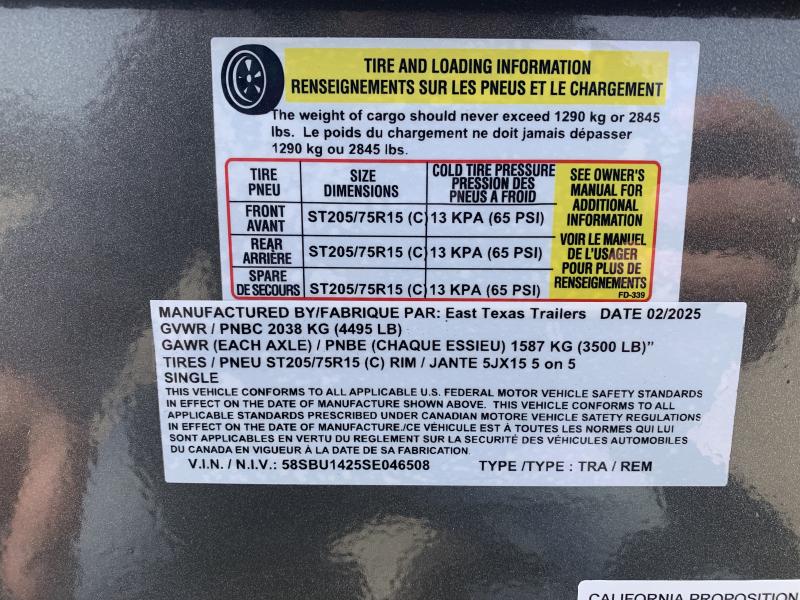 TIRE AND LOADING INFORMATION
RENSEIGNEMENTS SUR LES PNEUS ET LE CHARGEMENT
The weight of cargo should never exceed 1290 kg or 2845
lbs. Le poids du chargement ne doit jamais dépasser
1290 kg ou 2845 lbs.
TIRE PNEU SIZE DIMENSIONS COLD TIRE PRESSURE PRESSION DES PNEUS A FROID
FRONT AVANT ST205/75R15 (C) 13 KPA (65 PSI)
REAR ARRIÈRE ST205/75R15 (C) 13 KPA (65 PSI)
SPARE DE SECOURS ST205/75R15 (C) 13 KPA (65 PSI)
SEE OWNER'S
MANUAL FOR
ADDITIONAL
INFORMATION
VOIR LE MANUEL
DE L'USAGER
POUR PLUS DE
RENSEIGNEMENTS
FD-339
MANUFACTURED BY/FABRIQUE PAR: East Texas Trailers DATE 02/2025
GVWR / PNBC 2038 KG (4495 LB)
GAWR (EACH AXLE) / PNBE (CHAQUE ESSIEU) 1587 KG (3500 LB)"
TIRES / PNEU ST205/75R15 (C) RIM / JANTE 5JX15 5 on 5
SINGLE
THIS VEHICLE CONFORMS TO ALL APPLICABLE U.S. FEDERAL MOTOR VEHICLE SAFETY STANDARDS
IN EFFECT ON THE DATE OF MANUFACTURE SHOWN ABOVE. THIS VEHICLE CONFORMS TO ALL
APPLICABLE STANDARDS PRESCRIBED UNDER CANADIAN MOTORE VEHICLE SAFETY REGULATIONS
IN EFFECT ON THE DATE OF MANUFACTURE./CE VÉHICULE EST À TOUTES LES NORMES QUI LUI
SONT APPLICABLES EN VERTU DU REGLEMENT SUR LA SECURITÉ DES VÉHICULES AUTOMOBILES
DU CANADA EN VIGUEUR À LA DATE DE SA FABRICATION.
V.I.N. / N.I.V.: 58SBU1425SE046508 TYPE /TYPE : TRA / REM
CALIFORNIA PROPOSITION